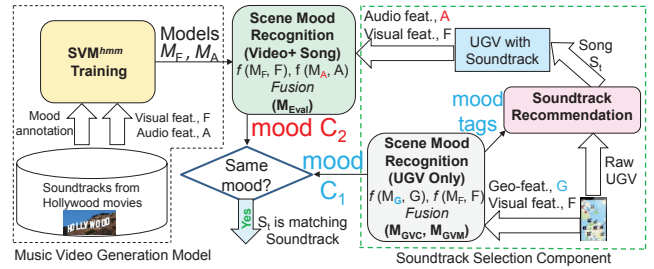 SVMhmm
Training
Models
MF, MA
Mood
annotation
Visual feat., F
Audio feat., A
Soundtracks from
Hollywood movies
HOLLYWOOD
Music Video Generation Model
Scene Mood
Recognition
(Video+ Song)
f (MF, F), f (MA, A)
Fusion
(MEval)
mood C2
Same
mood?
Yes
St is matching
Soundtrack
mood
C1
Audio feat., A
Visual feat., F
UGV with
Soundtrack
Song
St
mood
tags
Soundtrack
Recommendation
Scene Mood
Recognition
(UGV Only)
f (MG, G), f (MF, F)
Fusion
(MGVC, MGVM)
Raw
UGV
Geo-feat., G
Visual feat., F
Soundtrack Selection Component